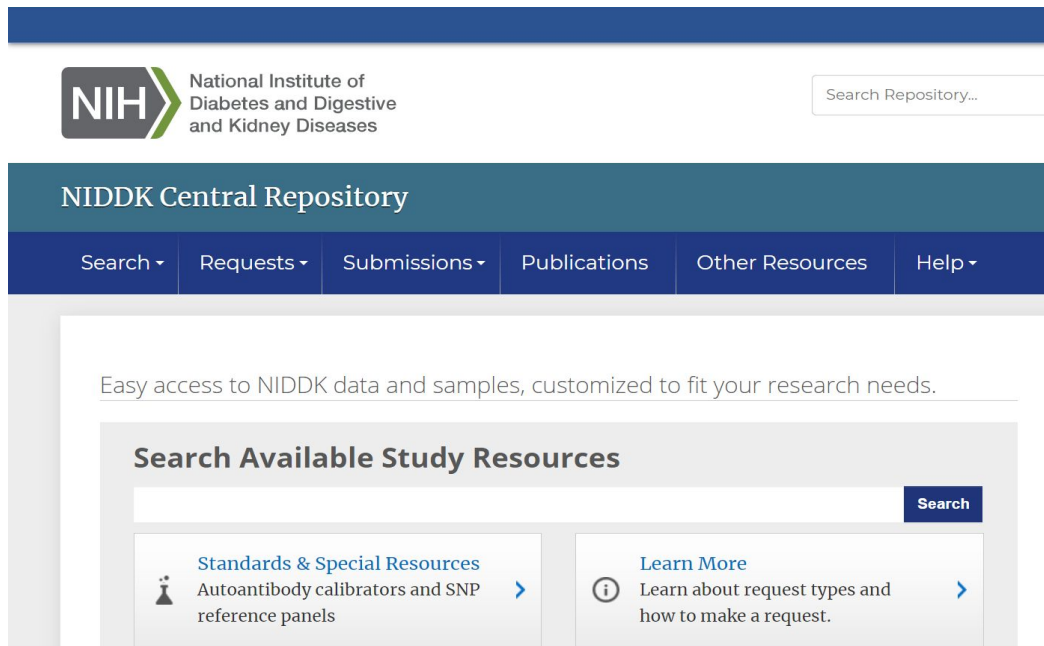 NIH
National Institute of
Diabetes and Digestive
and Kidney Diseases
Search Repository...
NIDDK Central Repository
Search
Requests
Submissions
Publications
Other Resources
Help
Easy access to NIDDK data and samples, customized to fit your research needs.
Search Available Study Resources
Search
Standards & Special Resources
Autoantibody calibrators and SNP
reference panels
Learn More
Learn about request types and
how to make a request.